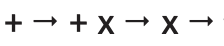 + → + x → x →